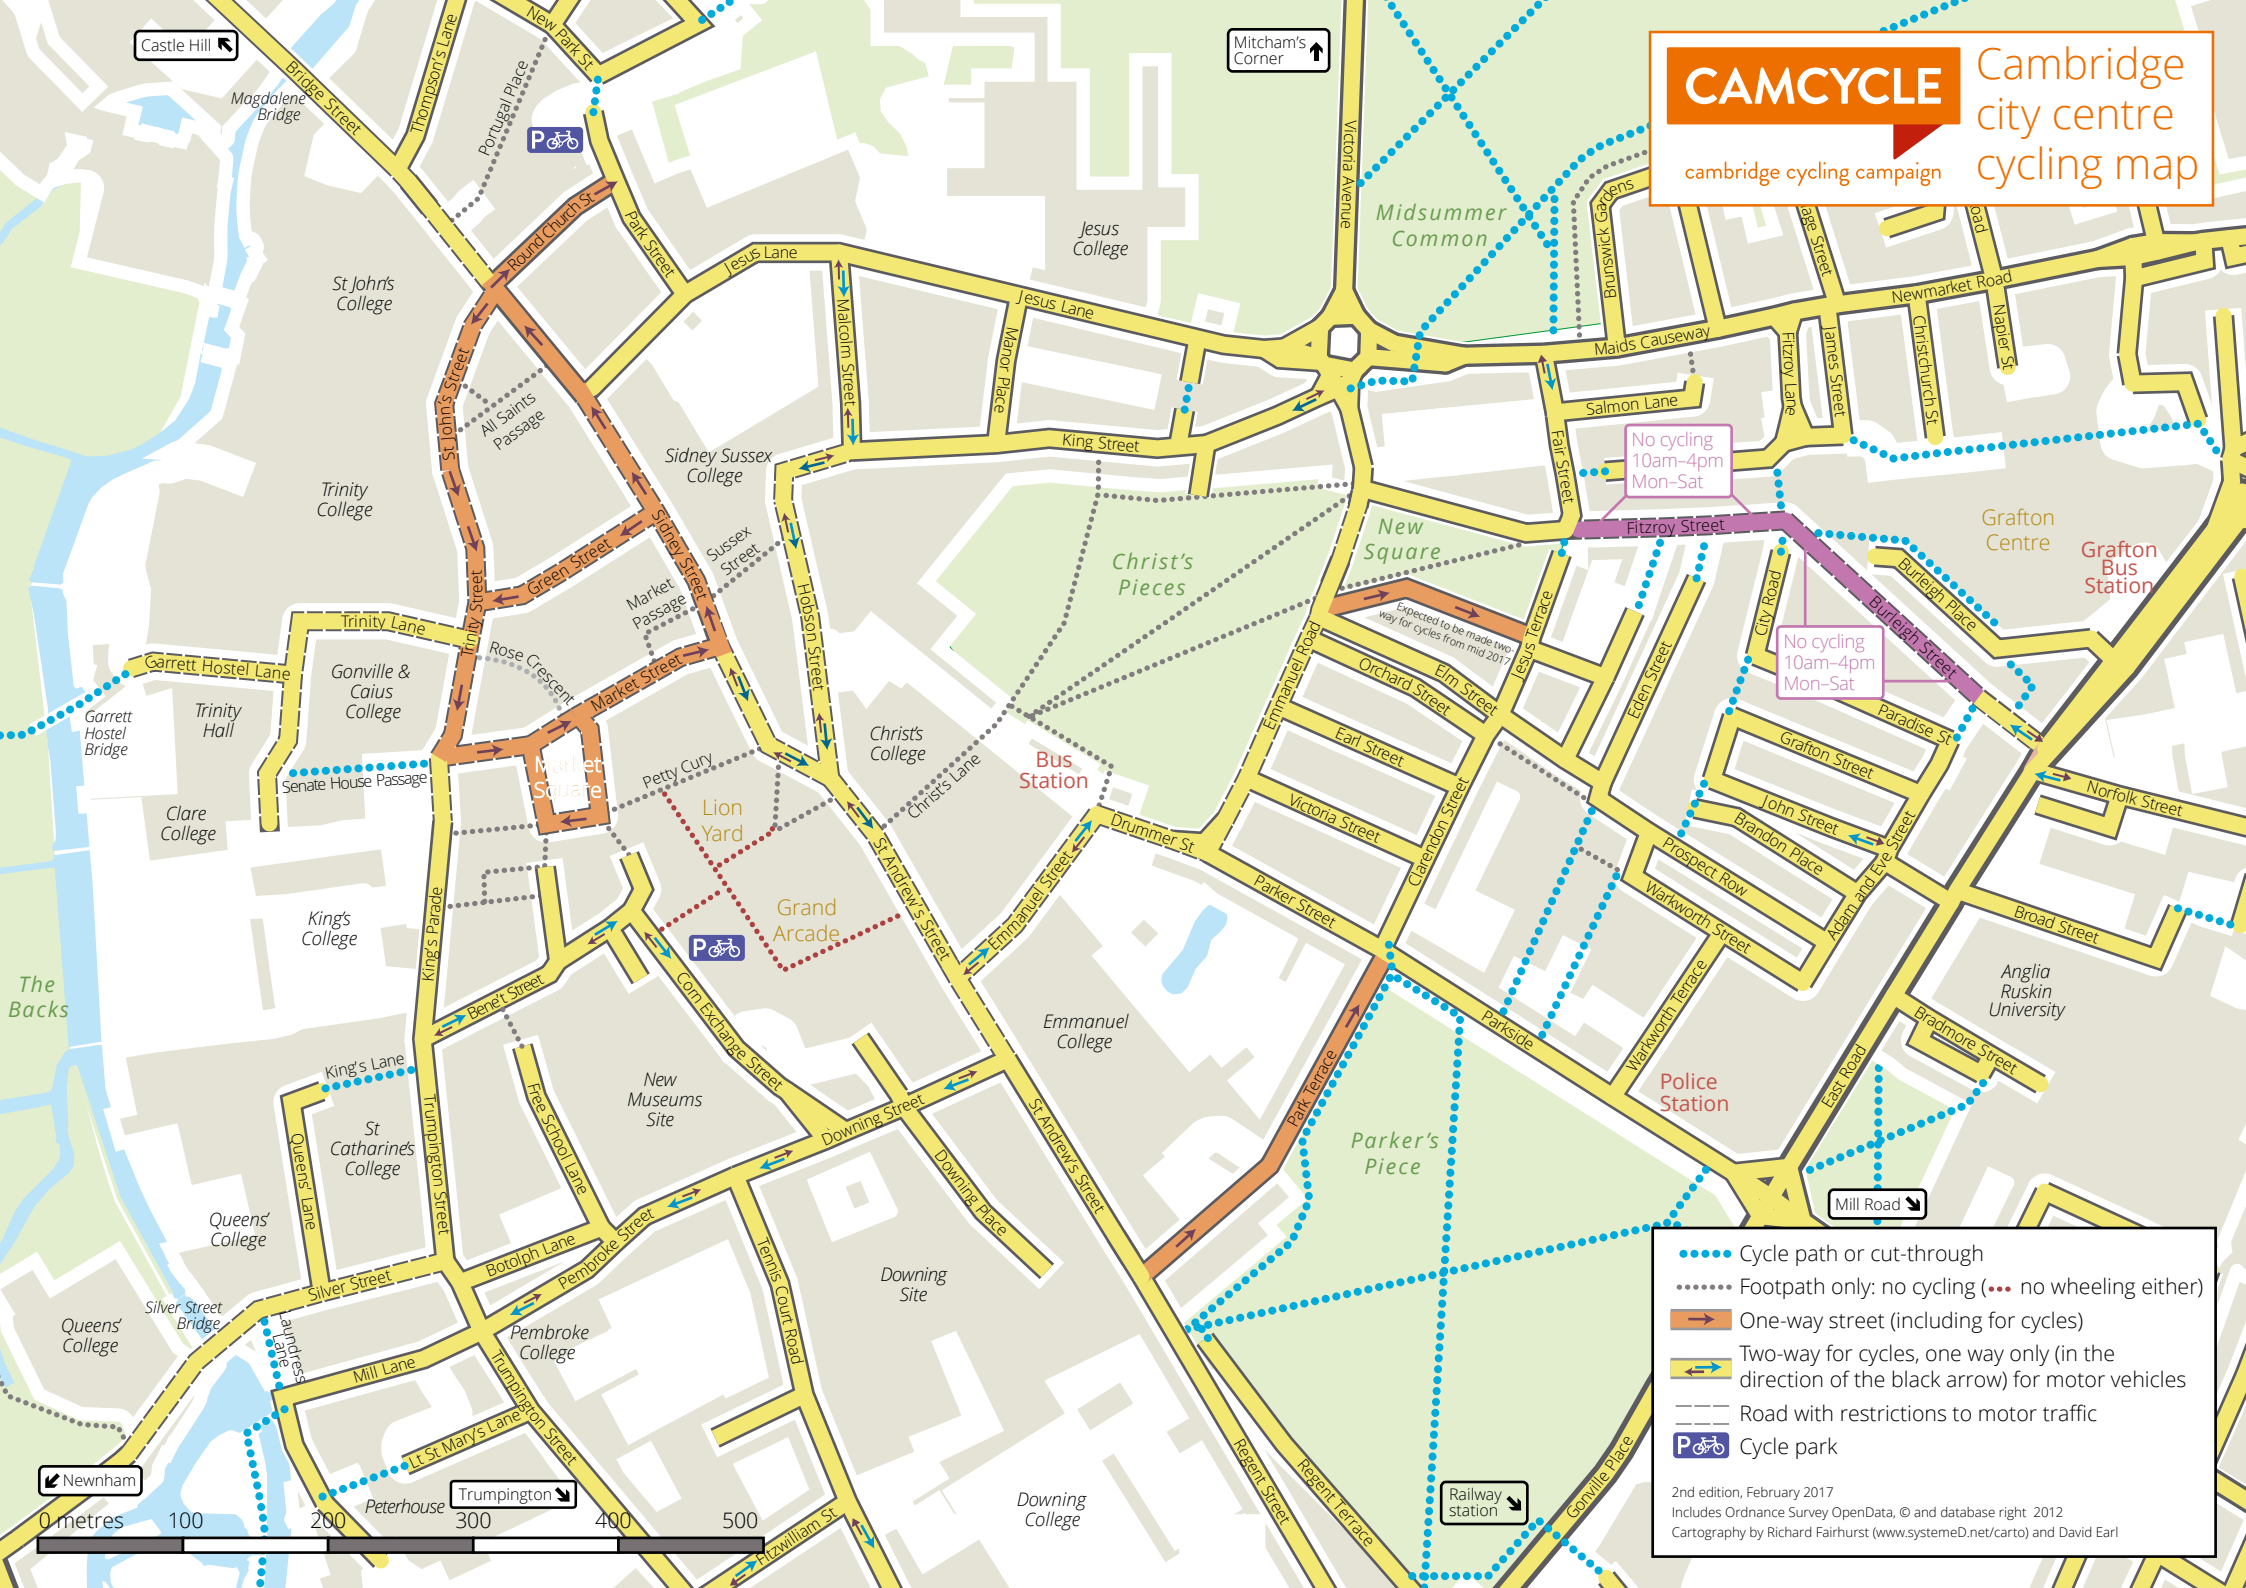 Castle Hill
Mitcham's
Corner
CAMCYCLE
cambridge cycling campaign
Cambridge
city centre
cycling map
Bridge Street
Magdalene
Bridge
Thompson's Lane
New Park St
Portugal Place
P
Round Church St
Park Street
Jesus Lane
Jesus Lane
Jesus
College
Victoria Avenue
Midsummer
Common
Brunswick Gardens
Maids Causeway
Newmarket Road
Napier St
Christchurch St
James Street
Fitzroy Lane
Salmon Lane
Fair Street
No cycling
10am–4pm
Mon–Sat
Fitzroy Street
Grafton
Centre
Grafton
Bus
Station
St John's
College
St John's Street
All Saints
Passage
Malcolm Street
Manor Place
King Street
Sidney Sussex
College
Trinity
College
Sidney Street
Sussex
Street
Green Street
Market
Passage
Hobson Street
Christ's
Pieces
New
Square
Expected to be made two-
way for cycles from mid 2017
Jesus Terrace
Elm Street
Orchard Street
Emmanuel Road
Earl Street
Victoria Street
Clarendon Street
Eden Street
City Road
Burleigh Place
Burleigh Street
No cycling
10am–4pm
Mon–Sat
Paradise St
Grafton Street
John Street
Brandon Place
Adam and Eve Street
Prospect Row
Warkworth Street
Warkworth Terrace
Norfolk Street
Broad Street
Anglia
Ruskin
University
Bradmore Street
East Road
Trinity Street
Trinity Lane
Garrett Hostel Lane
Garrett
Hostel
Bridge
Trinity
Hall
Gonville &
Caius
College
Rose Crescent
Market Street
Market
Square
Senate House Passage
Clare
College
Petty Cury
Lion
Yard
Grand
Arcade
P
Christ's
College
Christ's Lane
Bus
Station
Drummer St
Parker Street
Emmanuel Street
St Andrew's Street
Emmanuel
College
Parkside
Park Terrace
Parker's
Piece
Police
Station
Mill Road
The
Backs
King's
College
King's Parade
Bene't Street
Corn Exchange Street
King's Lane
St
Catharine's
College
Queens' Lane
Trumpington Street
Free School Lane
New
Museums
Site
Downing Street
Downing Place
St Andrew's Street
Queens'
College
Silver Street
Silver Street
Bridge
Queens'
College
Laundress
Lane
Mill Lane
Botolph Lane
Pembroke Street
Pembroke
College
Tennis Court Road
Downing
Site
Trumpington Street
Lt St Mary's Lane
Peterhouse
Newnham
Trumpington
Fitzwilliam St
Downing
College
Regent Street
Regent Terrace
Railway
station
Gonville Place
0 metres 100 200 300 400 500
Cycle path or cut-through
Footpath only: no cycling (••• no wheeling either)
One-way street (including for cycles)
Two-way for cycles, one way only (in the
direction of the black arrow) for motor vehicles
Road with restrictions to motor traffic
P Cycle park
2nd edition, February 2017
Includes Ordnance Survey OpenData, © and database right 2012
Cartography by Richard Fairhurst (www.systemeD.net/carto) and David Earl